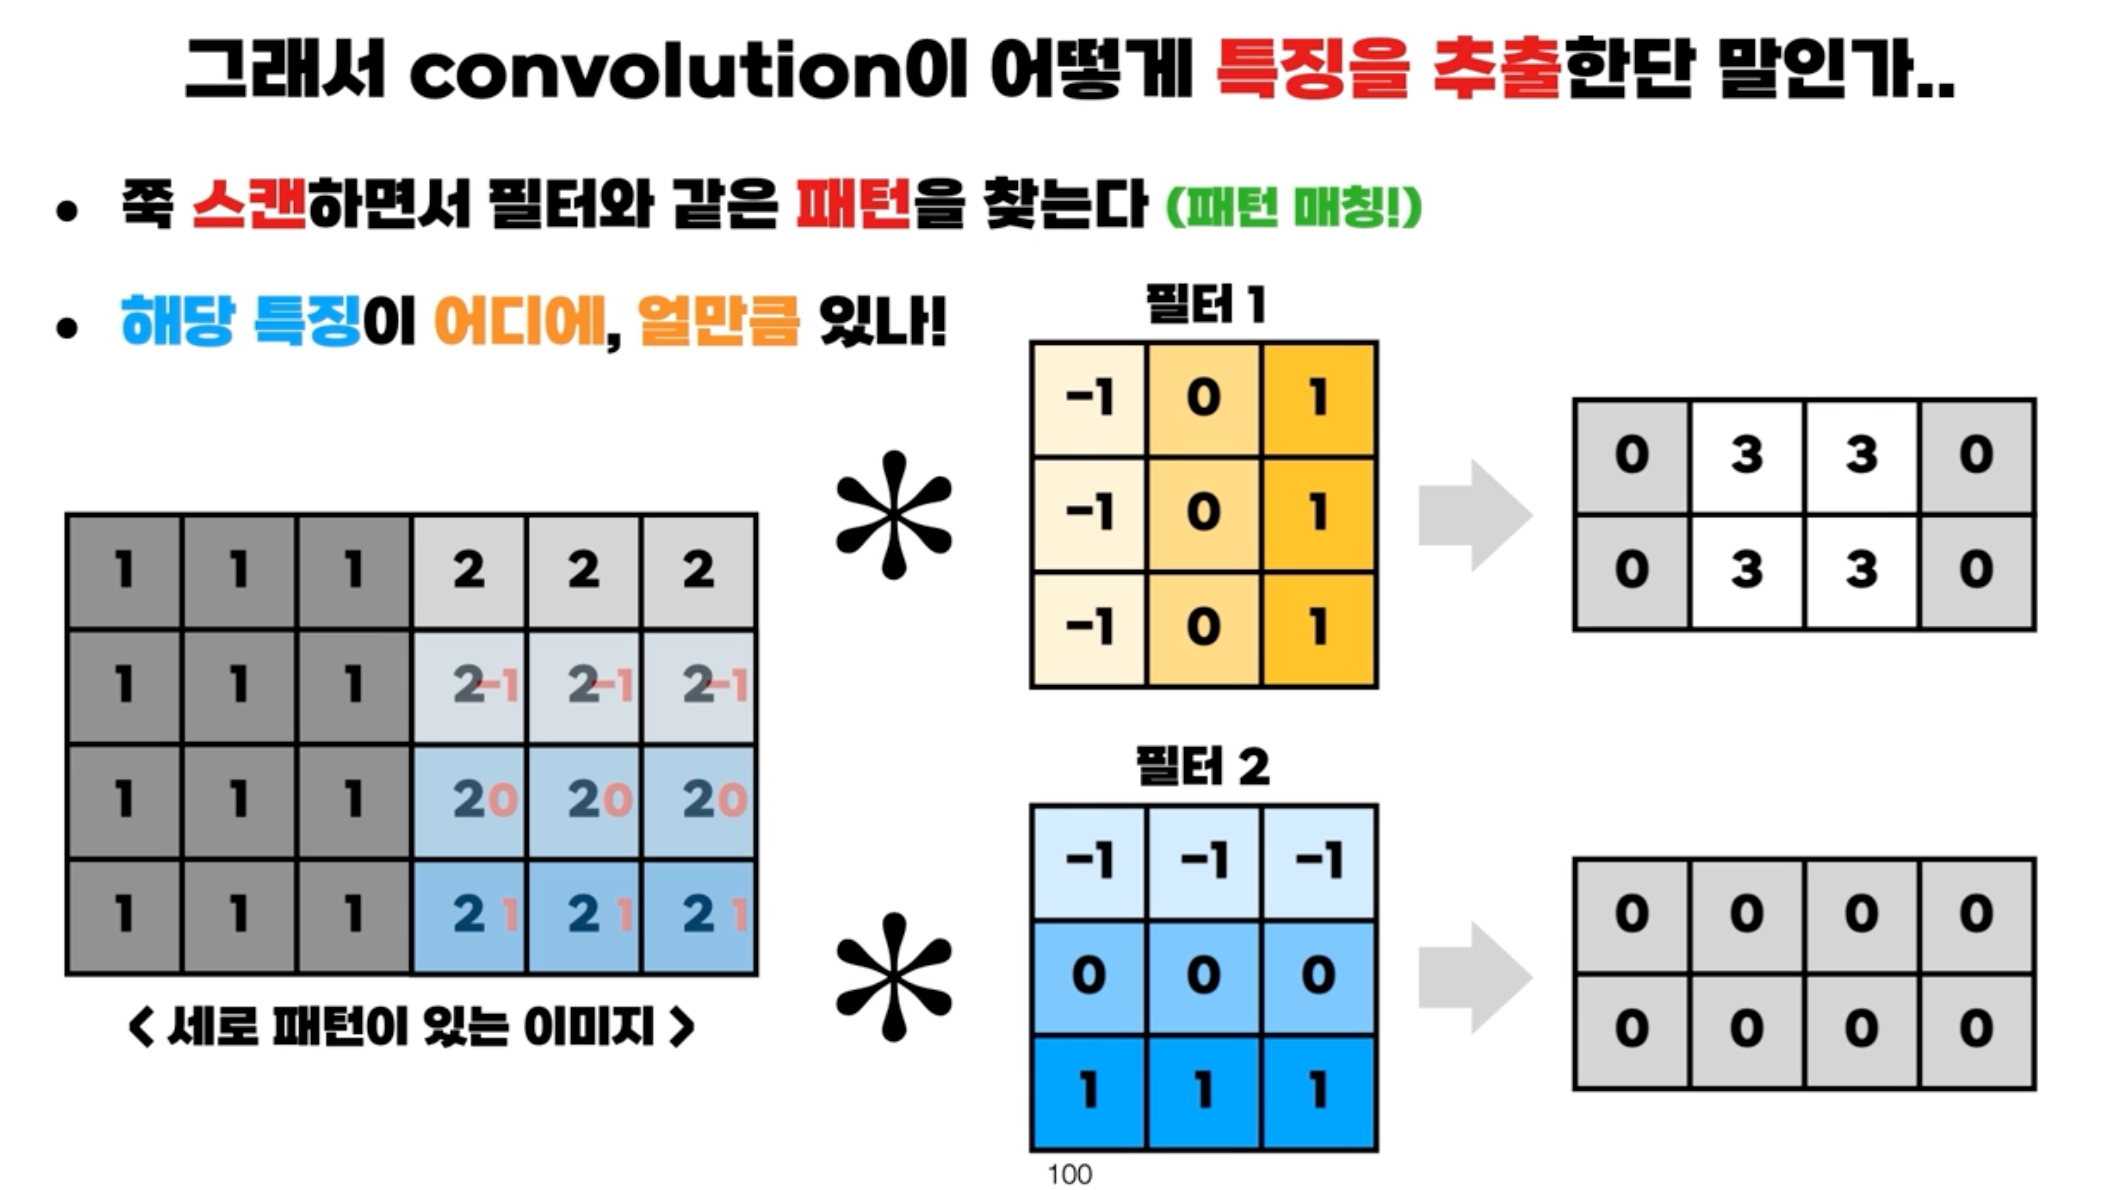 그래서 convolution이 어떻게 특징을 추출한단 말인가..
• 쭉 스캔하면서 필터와 같은 패턴을 찾는다 (패턴 매칭!)
• 해당 특징이 어디에, 얼만큼 있나!
1 1 1 2 2 2
1 1 1 2 -1 2 -1 2 -1
1 1 1 2 0 2 0 2 0
1 1 1 2 1 2 1 2 1
< 세로 패턴이 있는 이미지 >
*
필터 1
-1 0 1
-1 0 1
-1 0 1
0 3 3 0
0 3 3 0
*
필터 2
-1 -1 -1
0 0 0
1 1 1
0 0 0 0
0 0 0 0
100